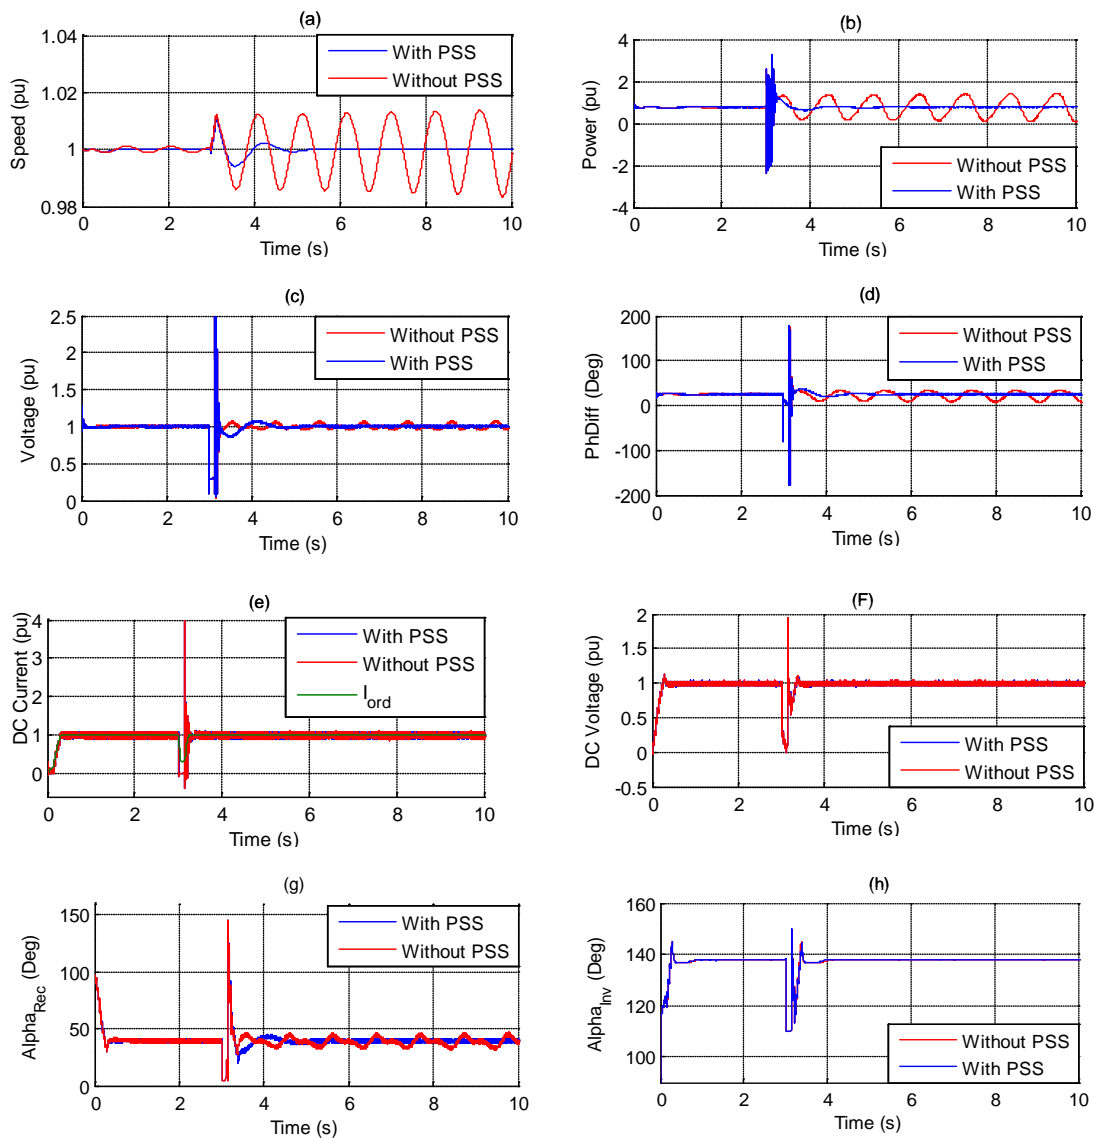 (a)
1.04
1.02
1
0.98
Speed (pu)
With PSS
Without PSS
0 2 4 6 8 10
Time (s)
(b)
4
2
0
-2
-4
Power (pu)
Without PSS
With PSS
0 2 4 6 8 10
Time (s)
(c)
2.5
2
1.5
1
0.5
0
Voltage (pu)
Without PSS
With PSS
0 2 4 6 8 10
Time (s)
(d)
200
100
0
-100
-200
PhDiff (Deg)
Without PSS
With PSS
0 2 4 6 8 10
Time (s)
(e)
4
3
2
1
0
DC Current (pu)
With PSS
Without PSS
I_ord
0 2 4 6 8 10
Time (s)
(F)
2
1.5
1
0.5
0
-0.5
DC Voltage (pu)
With PSS
Without PSS
0 2 4 6 8 10
Time (s)
(g)
150
100
50
0
Alpha_Rec (Deg)
With PSS
Without PSS
0 2 4 6 8 10
Time (s)
(h)
160
140
120
100
Alpha_Inv (Deg)
Without PSS
With PSS
0 2 4 6 8 10
Time (s)